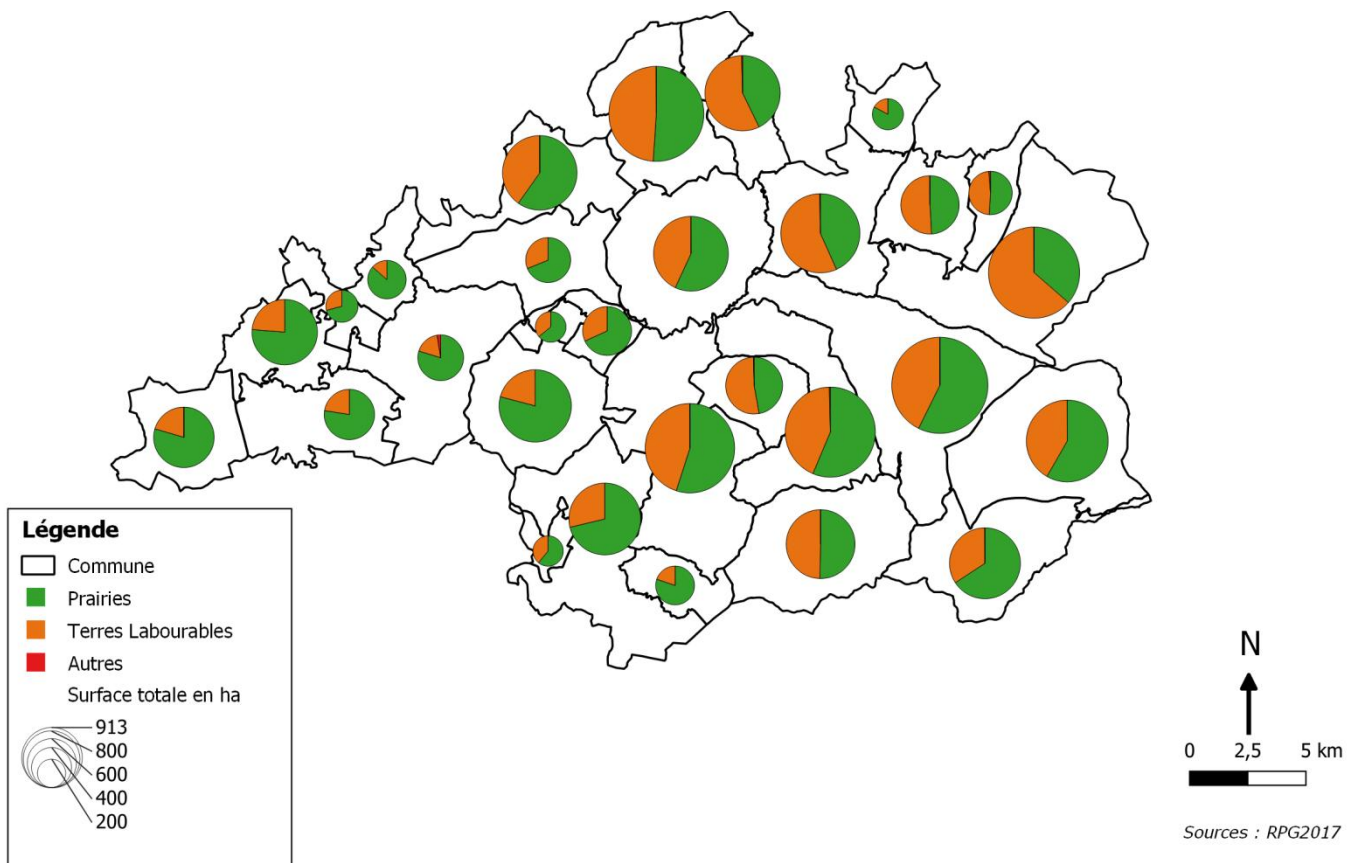 Légende
Commune
Prairies
Terres Labourables
Autres
Surface totale en ha
913
800
600
400
200
N
0 2,5 5 km
Sources : RPG2017